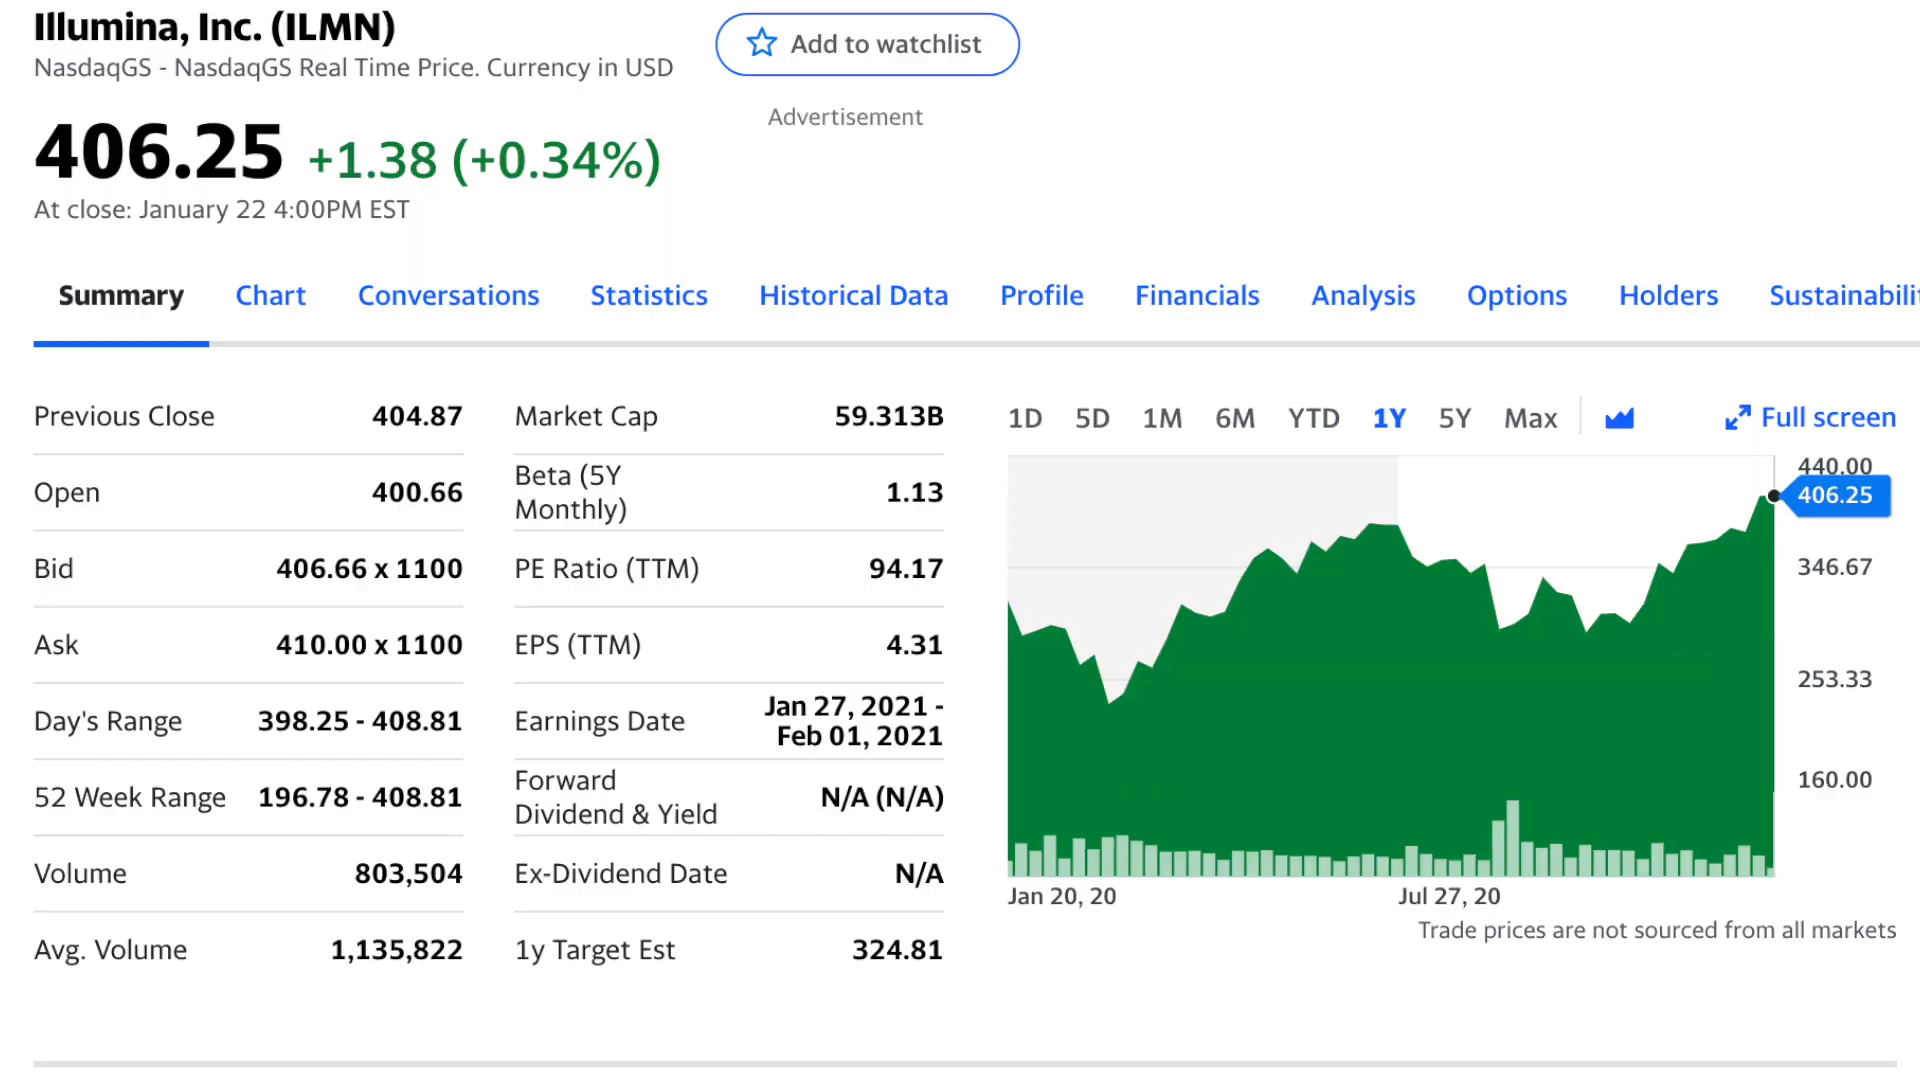 Illumina, Inc. (ILMN)
NasdaqGS - NasdaqGS Real Time Price. Currency in USD
Add to watchlist
Advertisement
406.25 +1.38 (+0.34%)
At close: January 22 4:00PM EST
Summary Chart Conversations Statistics Historical Data Profile Financials Analysis Options Holders Sustainabilit
Previous Close 404.87
Open 400.66
Bid 406.66 x 1100
Ask 410.00 x 1100
Day's Range 398.25 - 408.81
52 Week Range 196.78 - 408.81
Volume 803,504
Avg. Volume 1,135,822
Market Cap 59.313B
Beta (5Y
Monthly) 1.13
PE Ratio (TTM) 94.17
EPS (TTM) 4.31
Earnings Date Jan 27, 2021 -
Feb 01, 2021
Forward
Dividend & Yield N/A (N/A)
Ex-Dividend Date N/A
1y Target Est 324.81
1D 5D 1M 6M YTD 1Y 5Y Max Full screen
440.00
406.25
346.67
253.33
160.00
Jan 20, 20 Jul 27, 20
Trade prices are not sourced from all markets